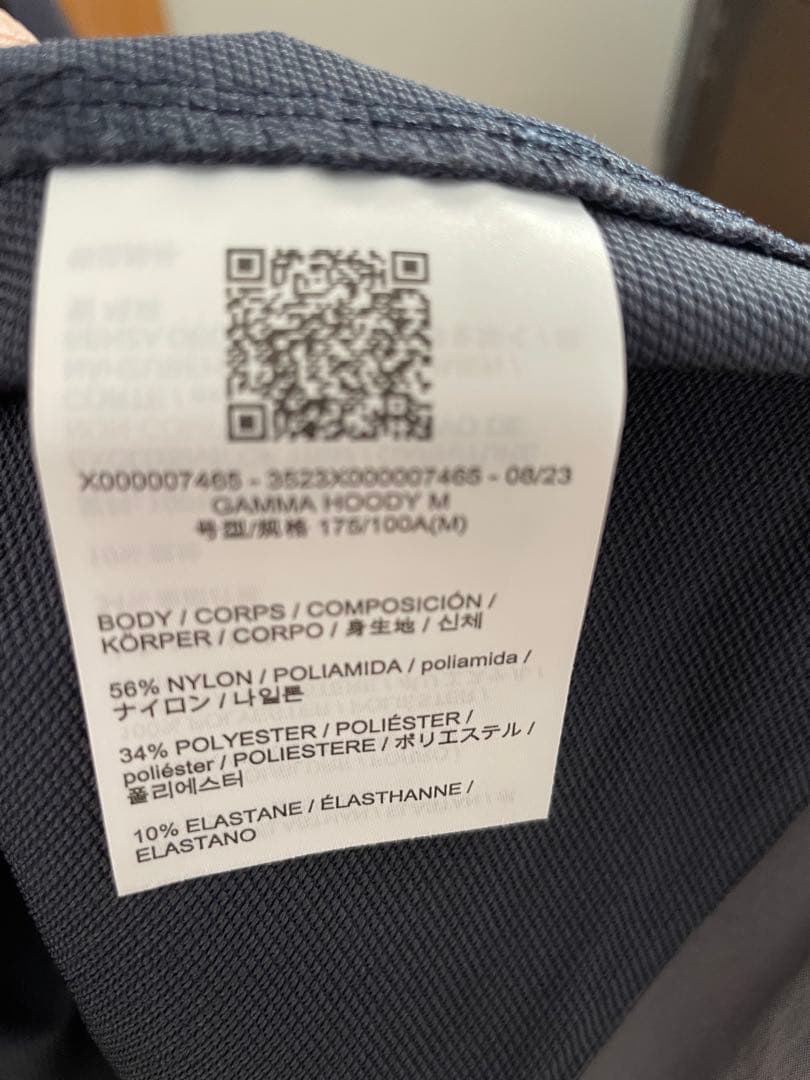 X000007465 - 3523X000007465 - 08/23
GAMMA HOODY M
号型/规格 175/100A(M)
BODY / CORPS / COMPOSICIÓN /
KÖRPER / CORPO / 身生地 / 신체
56% NYLON / POLIAMIDA / poliamida /
ナイロン / 나일론
34% POLYESTER / POLIÉSTER /
poliéster / POLIESTERE / ポリエステル /
폴리에스터
10% ELASTANE / ÉLASTHANNE /
ELASTANO